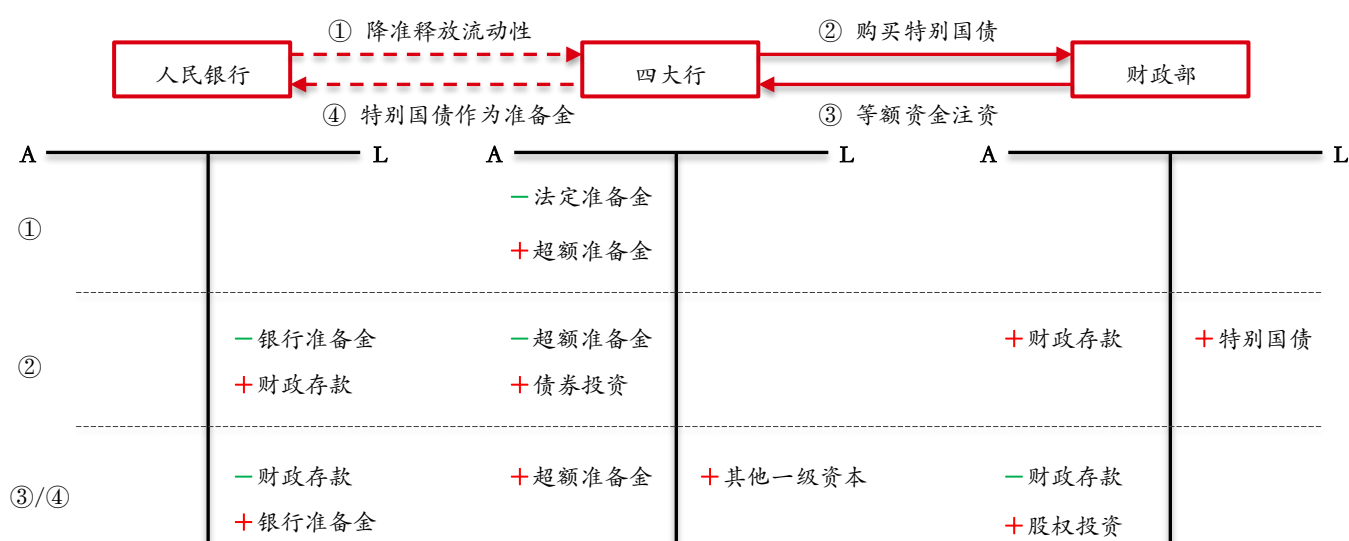 ① 降准释放流动性
② 购买特别国债
人民银行
四大行
财政部
④ 特别国债作为准备金
③ 等额资金注资
A L A L A L
①
－法定准备金
＋超额准备金
②
－银行准备金 －超额准备金 ＋财政存款 ＋特别国债
＋财政存款 ＋债券投资
③/④
－财政存款 ＋超额准备金 ＋其他一级资本 －财政存款
＋银行准备金 ＋股权投资